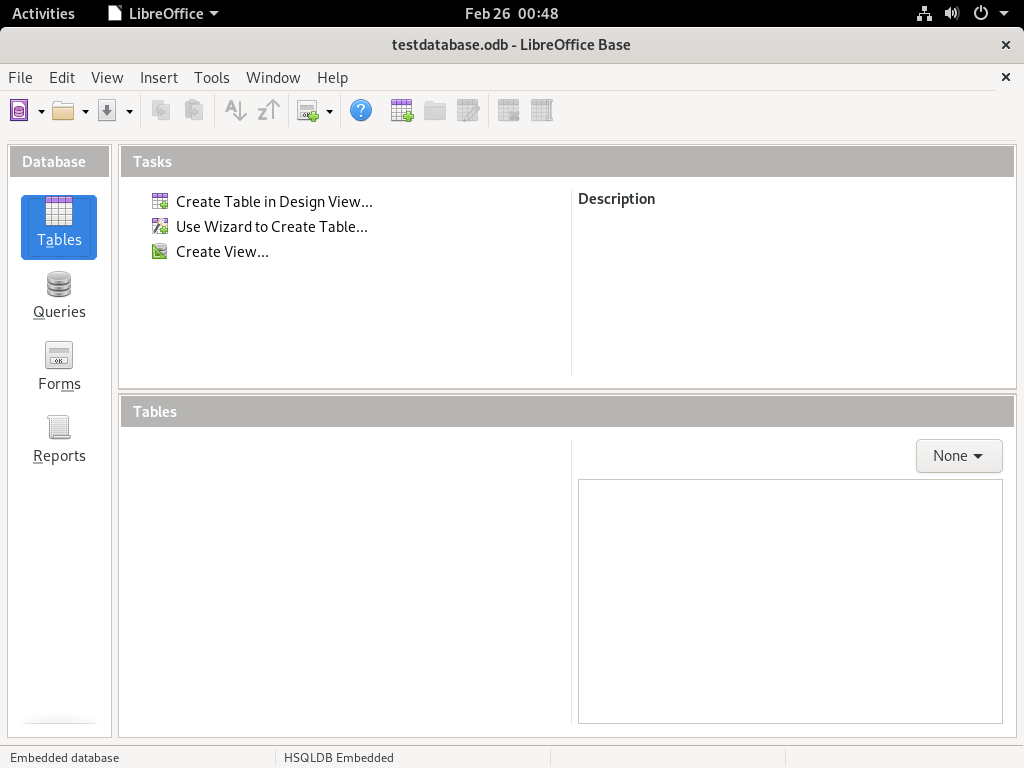 Activities LibreOffice Feb 26 00:48
testdatabase.odb - LibreOffice Base
File Edit View Insert Tools Window Help
Database
Tables
Queries
Forms
Reports
Tasks
Create Table in Design View...
Use Wizard to Create Table...
Create View...
Description
Tables
None
Embedded database HSQLDB Embedded